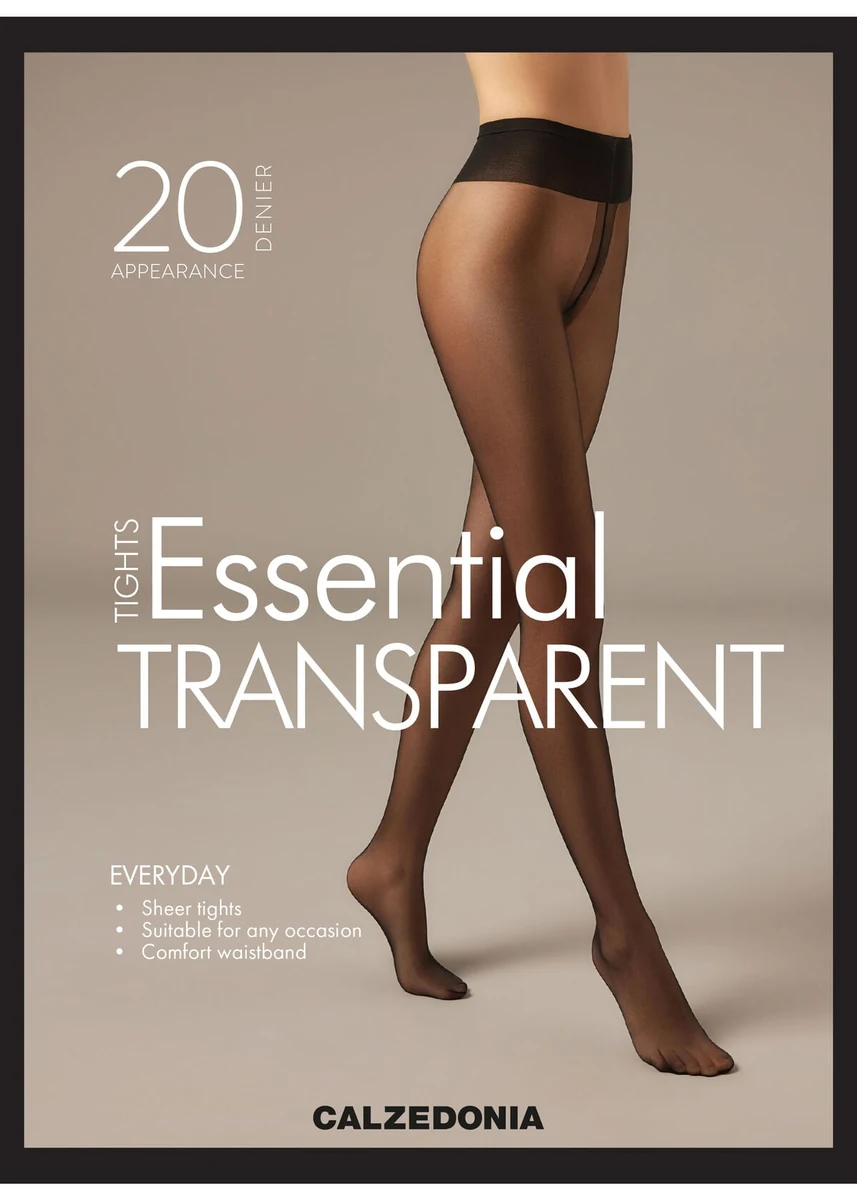 20 DENIER
APPEARANCE
TIGHTS Essential
TRANSPARENT
EVERYDAY
• Sheer tights
• Suitable for any occasion
• Comfort waistband
CALZEDONIA